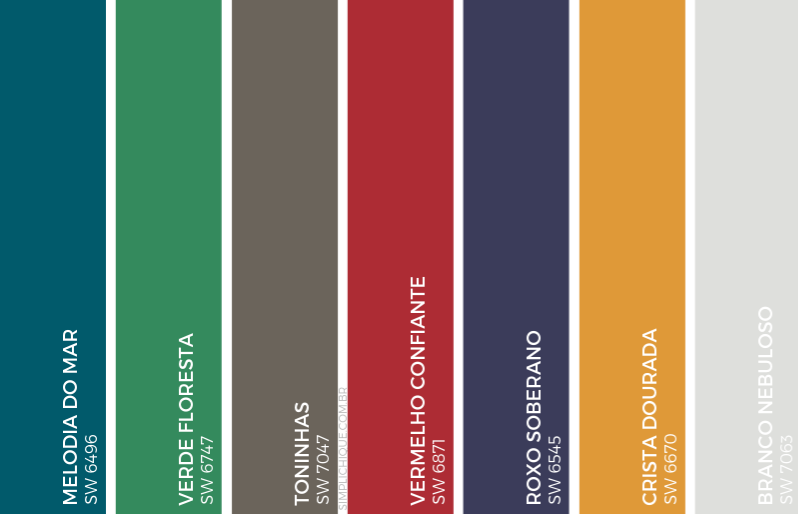 MELODIA DO MAR
SW 6496
VERDE FLORESTA
SW 6747
TONINHAS
SW 7047
SIMPLICHIQUE.COM.BR
VERMELHO CONFIANTE
SW 6871
ROXO SOBERANO
SW 6545
CRISTA DOURADA
SW 6670
BRANCO NEBULOSO
SW 7063